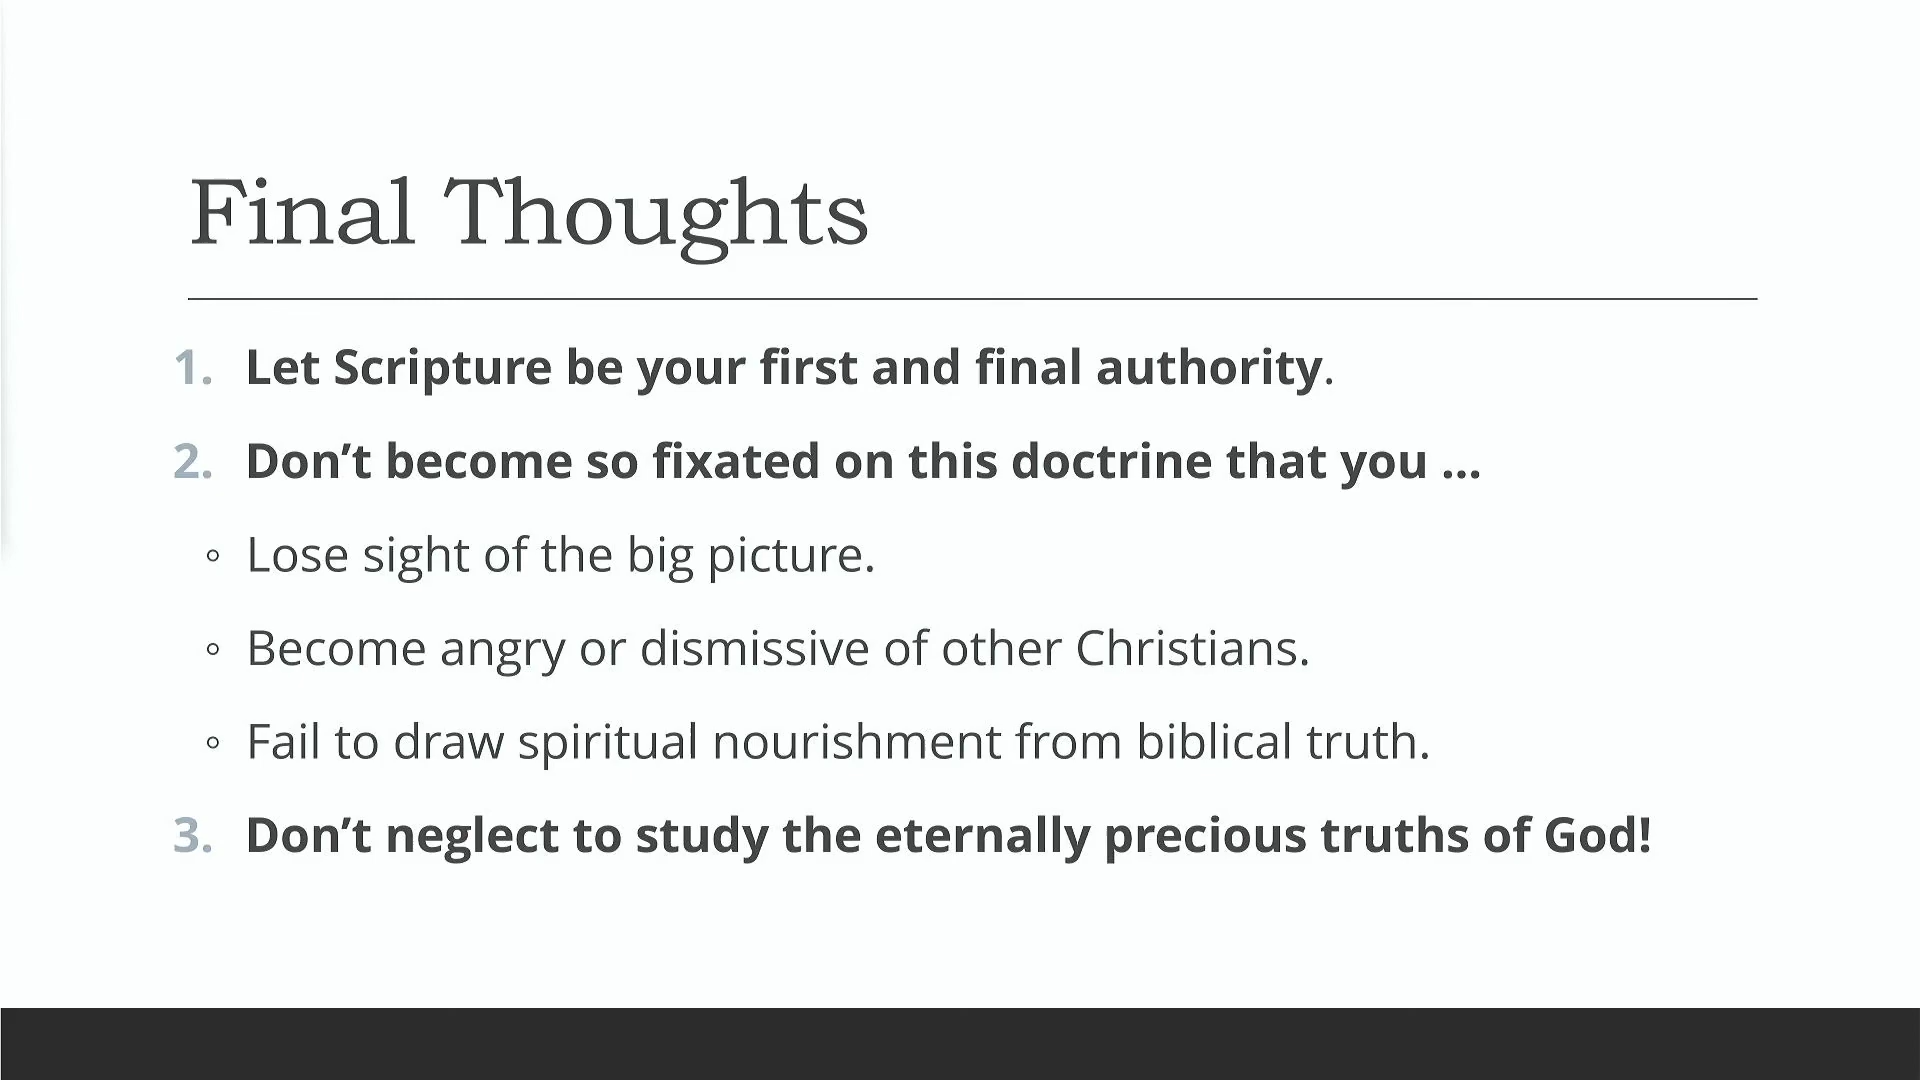 Final Thoughts
1. Let Scripture be your first and final authority.
2. Don’t become so fixated on this doctrine that you …
◦ Lose sight of the big picture.
◦ Become angry or dismissive of other Christians.
◦ Fail to draw spiritual nourishment from biblical truth.
3. Don’t neglect to study the eternally precious truths of God!